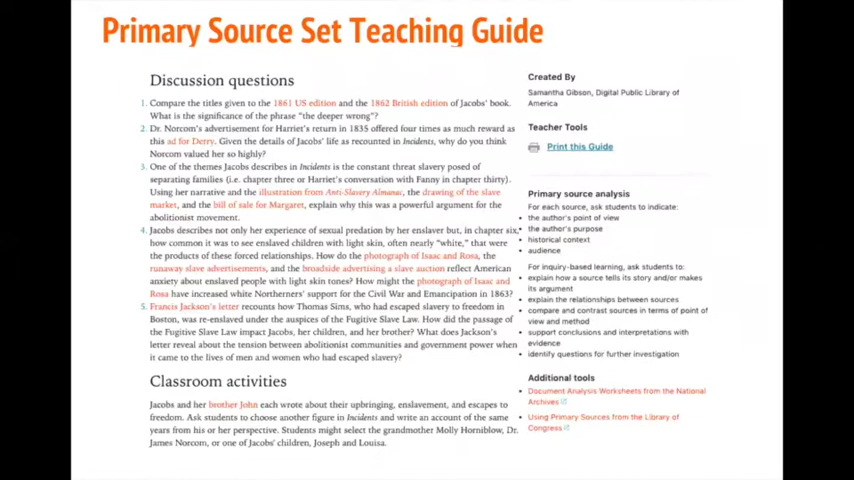 Primary Source Set Teaching Guide
Discussion questions
1. Compare the titles given to the 1861 US edition and the 1862 British edition of Jacobs' book.
What is the significance of the phrase "the deeper wrong"?
2. Dr. Norcom's advertisement for Harriet's return in 1835 offered four times as much reward as
this ad for Derry. Given the details of Jacobs' life as recounted in Incidents, why do you think
Norcom valued her so highly?
3. One of the themes Jacobs describes in Incidents is the constant threat slavery posed of
separating families (i.e. chapter three or Harriet's conversation with Fanny in chapter thirty).
Using her narrative and the illustration from Anti-Slavery Almanac, the drawing of the slave
market, and the bill of sale for Margaret, explain why this was a powerful argument for the
abolitionist movement.
4. Jacobs describes not only her experience of sexual predation by her enslaver but, in chapter six,
how common it was to see enslaved children with light skin, often nearly "white," that were
the products of these forced relationships. How do the photograph of Isaac and Rosa, the
runaway slave advertisements, and the broadside advertising a slave auction reflect American
anxiety about enslaved people with light skin tones? How might the photograph of Isaac and
Rosa have increased white Northerners' support for the Civil War and Emancipation in 1863?
5. Francis Jackson's letter recounts how Thomas Sims, who had escaped slavery to freedom in
Boston, was re-enslaved under the auspices of the Fugitive Slave Law. How did the passage of
the Fugitive Slave Law impact Jacobs, her children, and her brother? What does Jackson's
letter reveal about the tension between abolitionist communities and government power when
it came to the lives of men and women who had escaped slavery?
Classroom activities
Jacobs and her brother John each wrote about their upbringing, enslavement, and escapes to
freedom. Ask students to choose another figure in Incidents and write an account of the same
years from his or her perspective. Students might select the grandmother Molly Horniblow, Dr.
James Norcom, or one of Jacobs' children, Joseph and Louisa.
Created By
Samantha Gibson, Digital Public Library of
America
Teacher Tools
Print this Guide
Primary source analysis
For each source, ask students to indicate:
• the author's point of view
• the author's purpose
• historical context
• audience
For inquiry-based learning, ask students to:
• explain how a source tells its story and/or makes
its argument
• explain the relationships between sources
• compare and contrast sources in terms of point of
view and method
• support conclusions and interpretations with
evidence
• identify questions for further investigation
Additional tools
• Document Analysis Worksheets from the National
Archives
• Using Primary Sources from the Library of
Congress